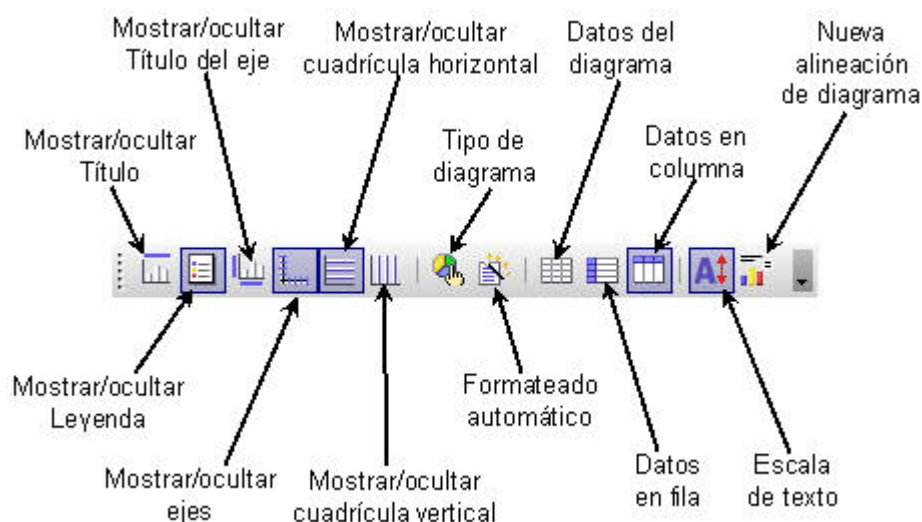 Mostrar/ocultar
Título del eje
Mostrar/ocultar
cuadrícula horizontal
Datos del
diagrama
Nueva
alineación
de diagrama
Mostrar/ocultar
Título
Tipo de
diagrama
Datos en
columna
A
Mostrar/ocultar
Leyenda
Formateado
automático
Mostrar/ocultar
ejes
Mostrar/ocultar
cuadrícula vertical
Datos
en fila
Escala
de texto